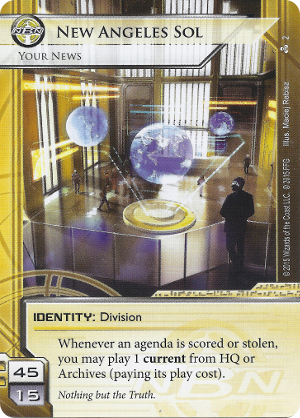 NBN
New Angeles Sol
Your News
2
Illus. Maciej Rebisz
© 2015 Wizards of the Coast LLC. © 2015 FFG
IDENTITY: Division
Whenever an agenda is scored or stolen,
you may play 1 current from HQ or
Archives (paying its play cost).
Nothing but the Truth.
45
15